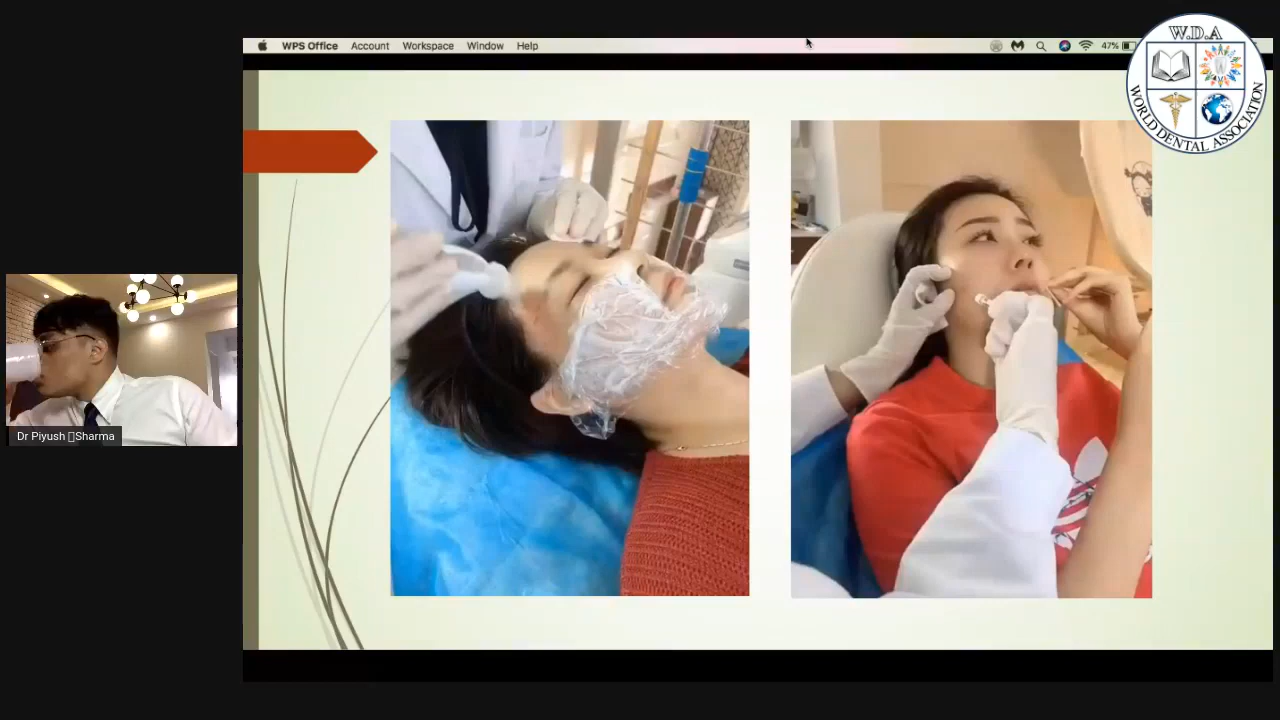 WPS Office Account Workspace Window Help
47%
W.D.A
WORLD DENTAL ASSOCIATION
Dr Piyush Sharma